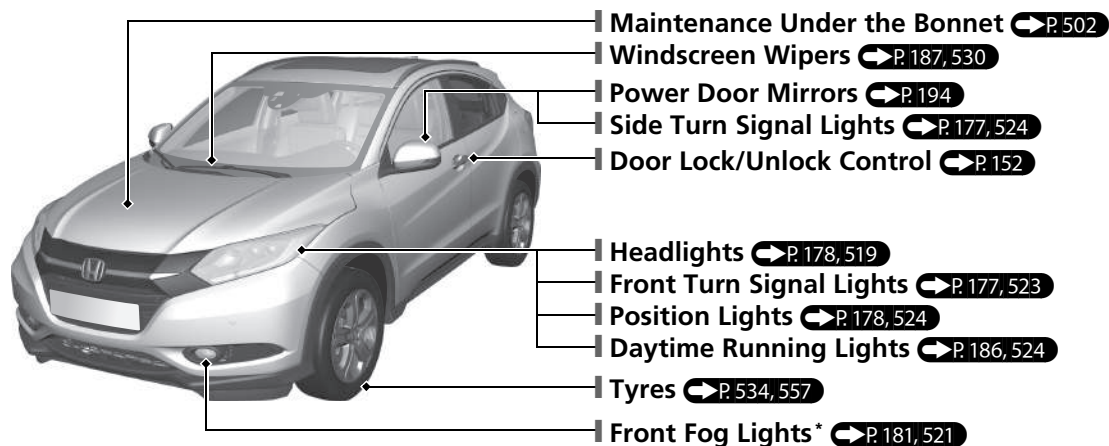 Maintenance Under the Bonnet P. 502
Windscreen Wipers P. 187, 530
Power Door Mirrors P. 194
Side Turn Signal Lights P. 177, 524
Door Lock/Unlock Control P. 152
Headlights P. 178, 519
Front Turn Signal Lights P. 177, 523
Position Lights P. 178, 524
Daytime Running Lights P. 186, 524
Tyres P. 534, 557
Front Fog Lights* P. 181, 521